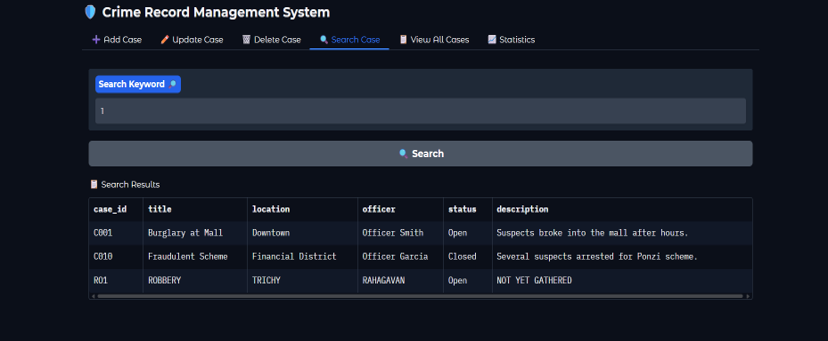 Crime Record Management System
Add Case Update Case Delete Case Search Case View All Cases Statistics
Search Keyword
1
Search
Search Results
case_id title location officer status description
C001 Burglary at Mall Downtown Officer Smith Open Suspects broke into the mall after hours.
C010 Fraudulent Scheme Financial District Officer Garcia Closed Several suspects arrested for Ponzi scheme.
R01 ROBBERY TRICHY RAHAGAVAN Open NOT YET GATHERED